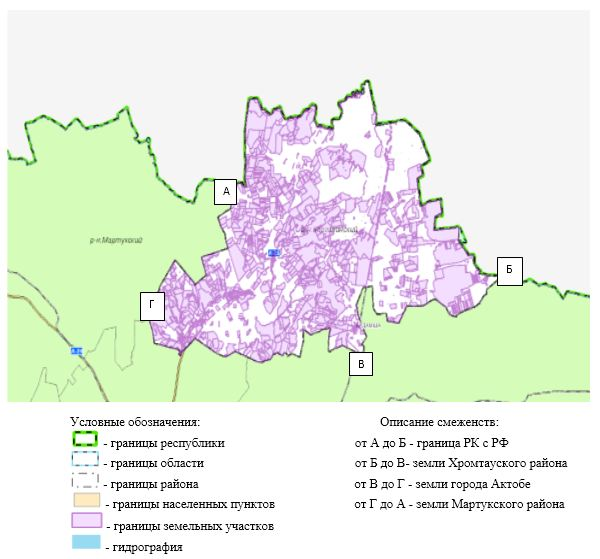 А
р-н.Мартукский
Б
Г
В
Условные обозначения:
- границы республики
- границы области
- границы района
- границы населенных пунктов
- границы земельных участков
- гидрография
Описание смеженств:
от А до Б - граница РК с РФ
от Б до В- земли Хромтауского района
от В до Г - земли города Актобе
от Г до А - земли Мартукского района